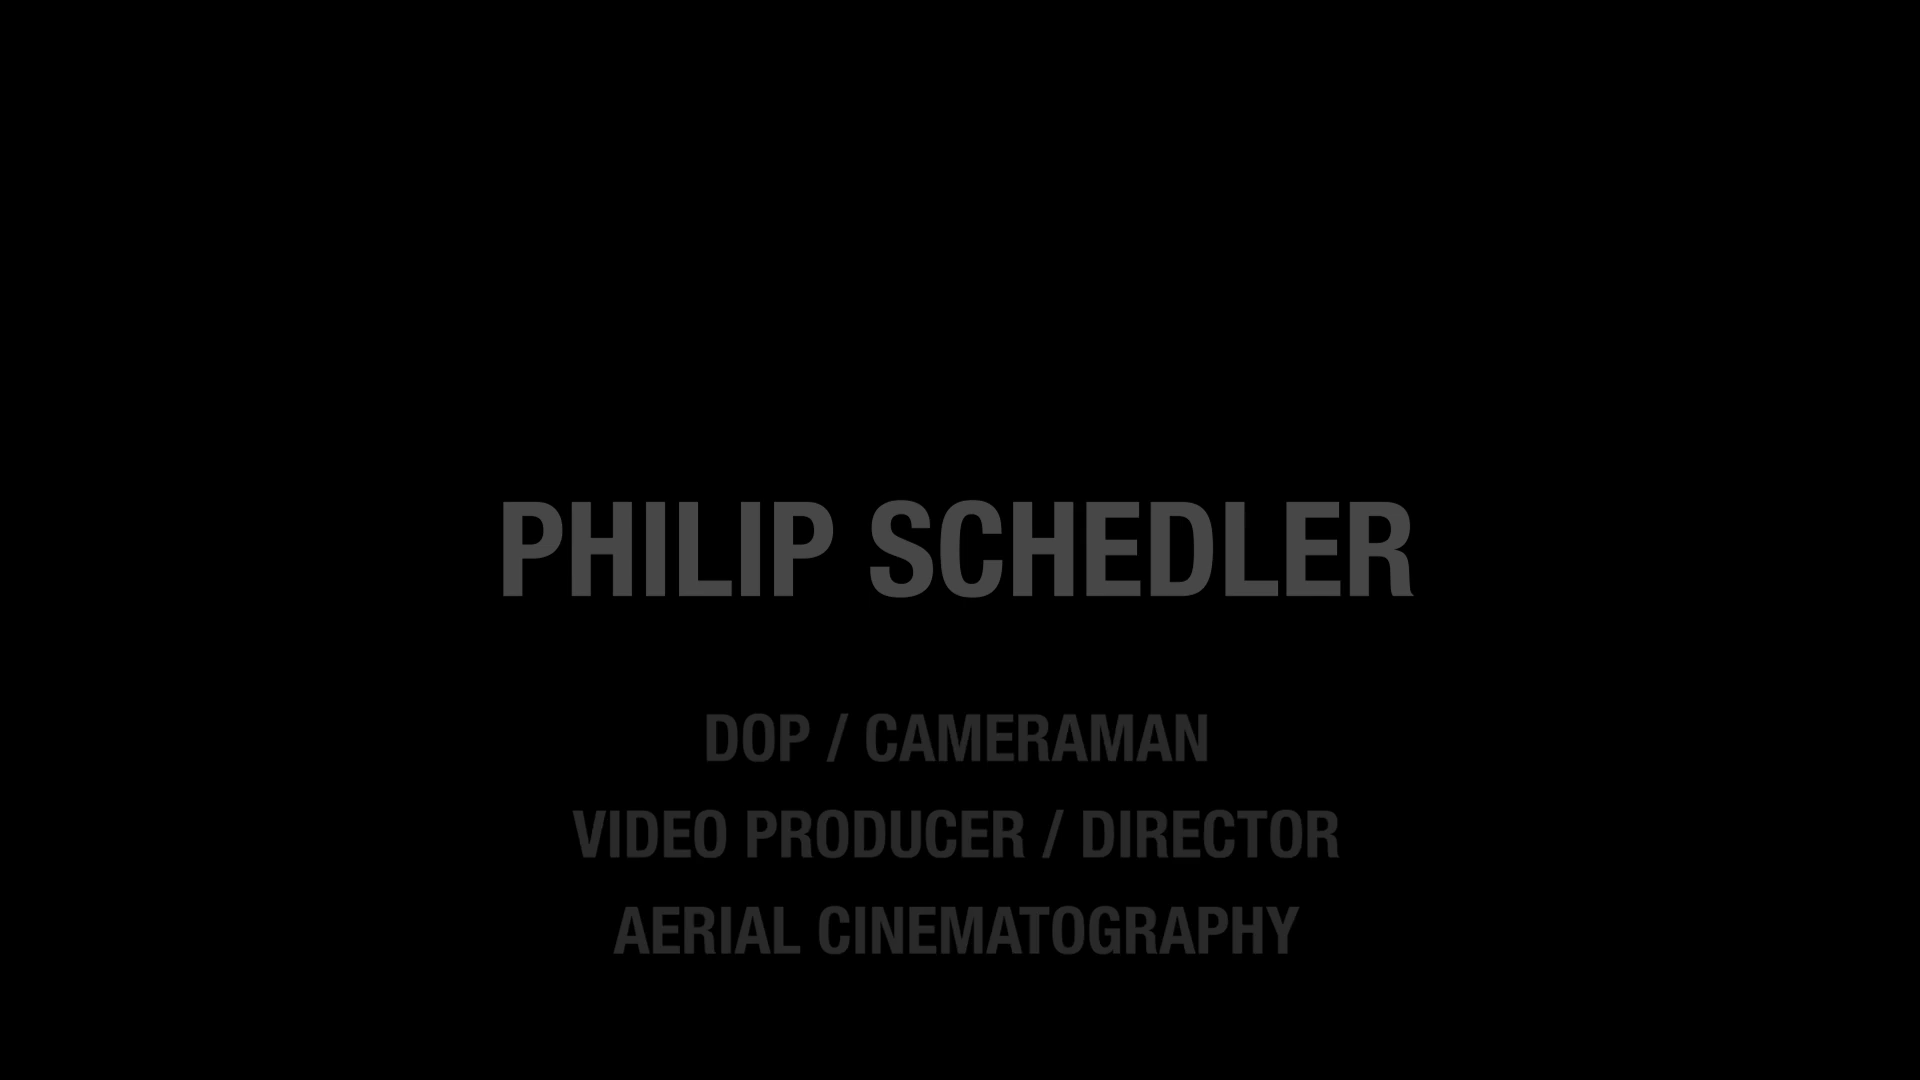 PHILIP SCHEDLER
DOP / CAMERAMAN
VIDEO PRODUCER / DIRECTOR
AERIAL CINEMATOGRAPHY